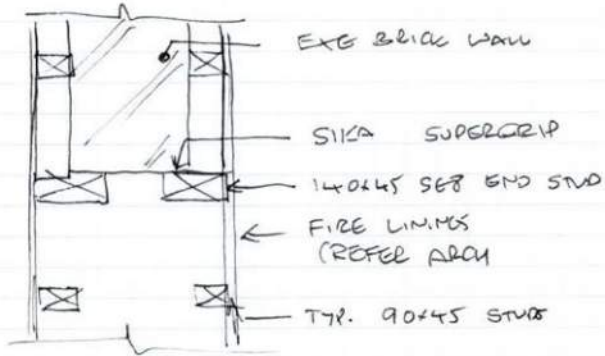 EXG BRICK WALL
SIKA SUPERGRIP
140x45 SG8 END STUD
FIRE LININGS
(REFER ARCH
TYP. 90x45 STUDS